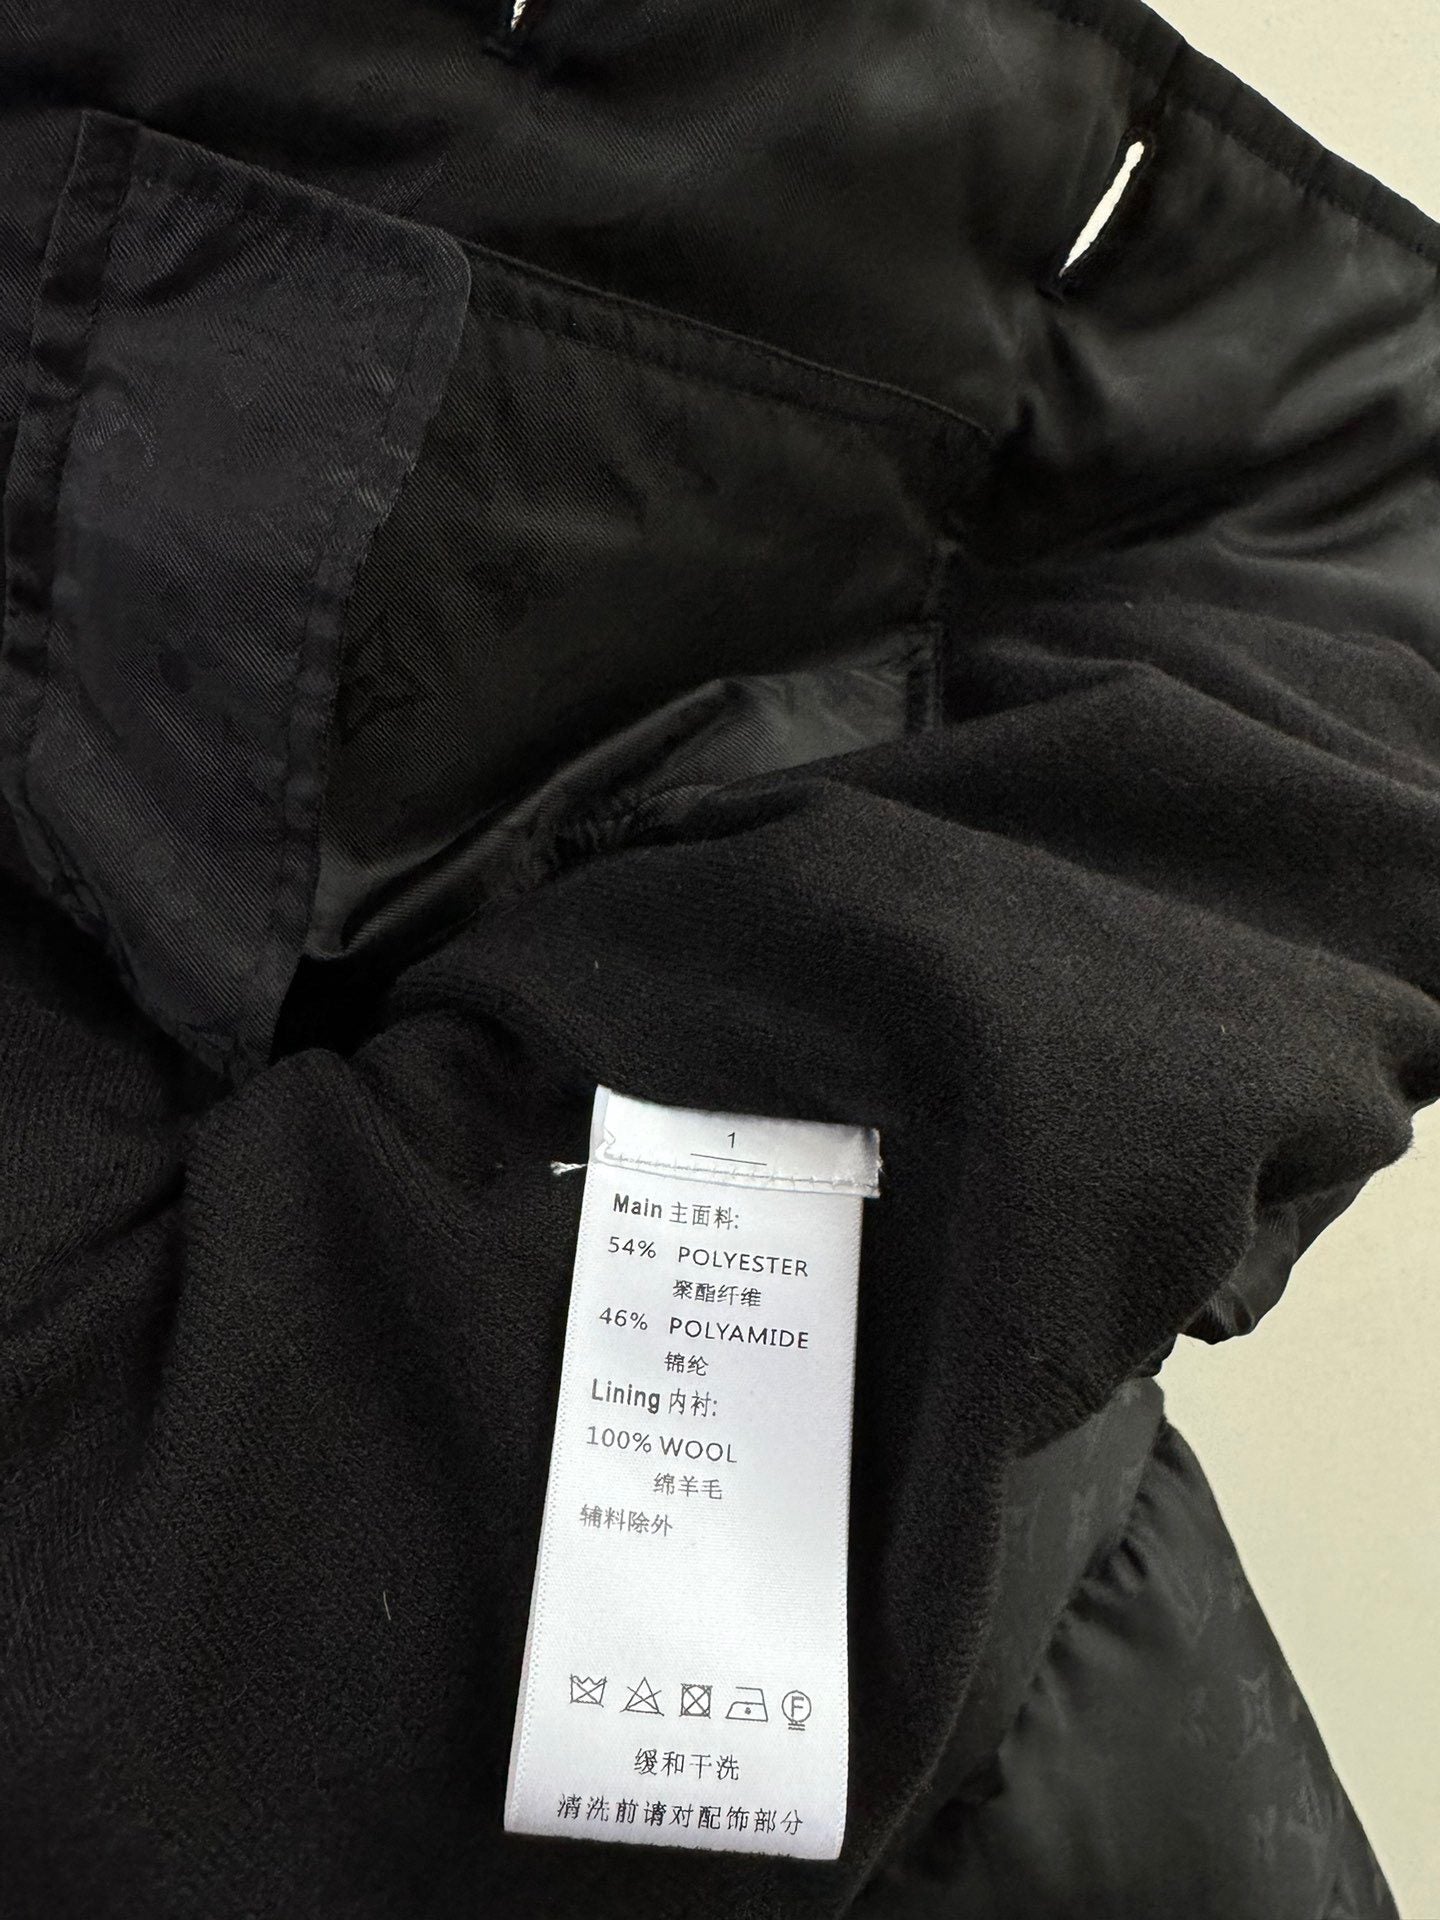 1
Main 主面料:
54% POLYESTER
聚酯纤维
46% POLYAMIDE
锦纶
Lining 内衬:
100% WOOL
绵羊毛
辅料除外
F
缓和干洗
清洗前请对配饰部分